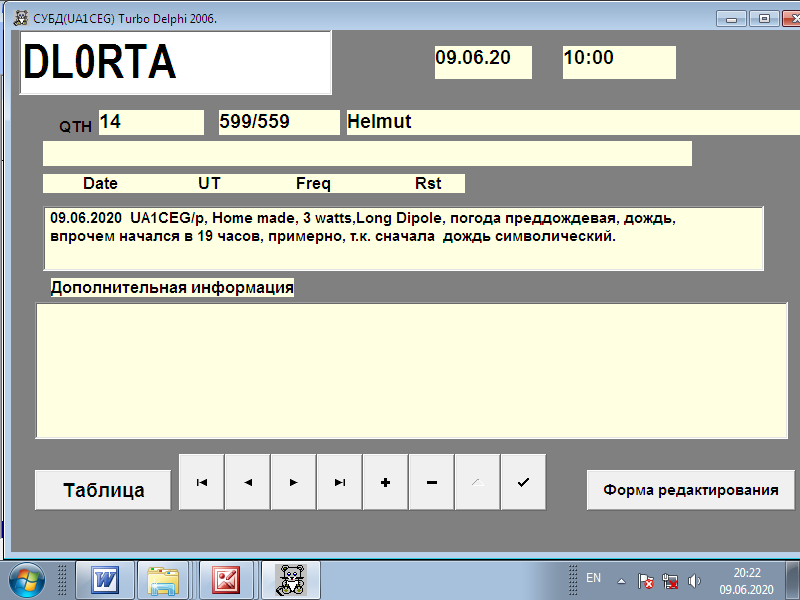 СУБД(UA1CEG) Turbo Delphi 2006.
DL0RTA
09.06.20
10:00
QTH 14 599/559 Helmut
Date UT Freq Rst
09.06.2020 UA1CEG/p, Home made, 3 watts,Long Dipole, погода преддождевая, дождь,
впрочем начался в 19 часов, примерно, т.к. сначала дождь символический.
Дополнительная информация
Таблица
Форма редактирования
EN
20:22
09.06.2020